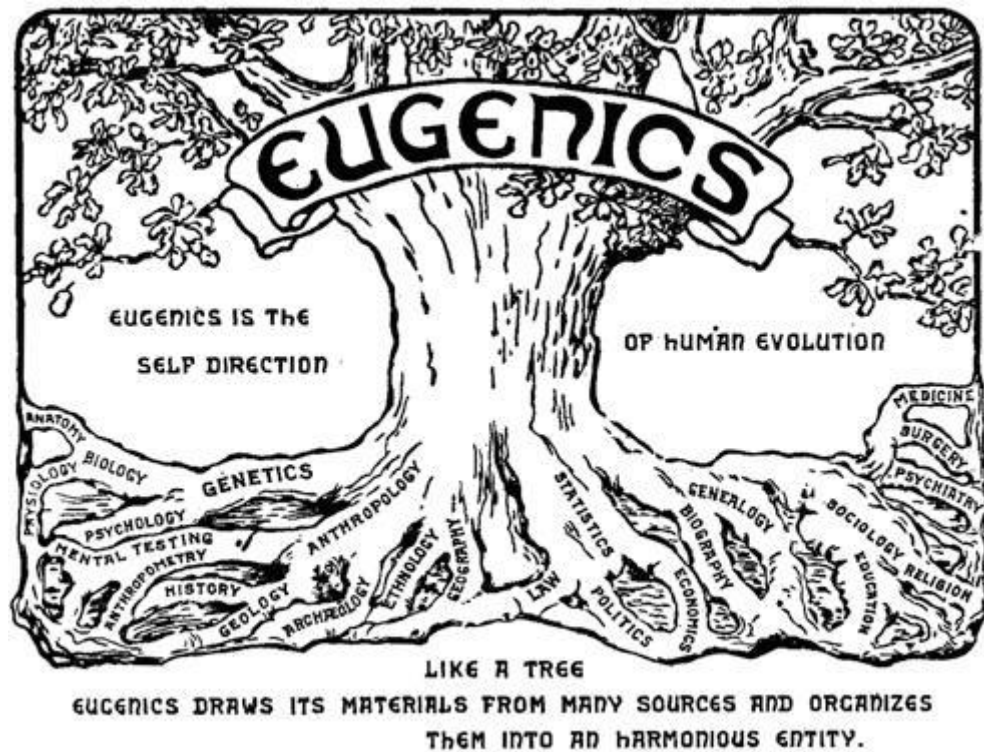 EUGENICS
EUGENICS IS THE
SELF DIRECTION
OF HUMAN EVOLUTION
ANATOMY
PHYSIOLOGY
BIOLOGY
GENETICS
PSYCHOLOGY
MENTAL TESTING
ANTHROPOMETRY
HISTORY
ANTHROPOLOGY
GEOLOGY
ARCHAEOLOGY
ETHNOLOGY
GEOGRAPHY
LAW
STATISTICS
POLITICS
ECONOMICS
BIOGRAPHY
GENEALOGY
EDUCATION
SOCIOLOGY
RELIGION
PSYCHIATRY
SURGERY
MEDICINE
LIKE A TREE
EUGENICS DRAWS ITS MATERIALS FROM MANY SOURCES AND ORGANIZES
THEM INTO AN HARMONIOUS ENTITY.